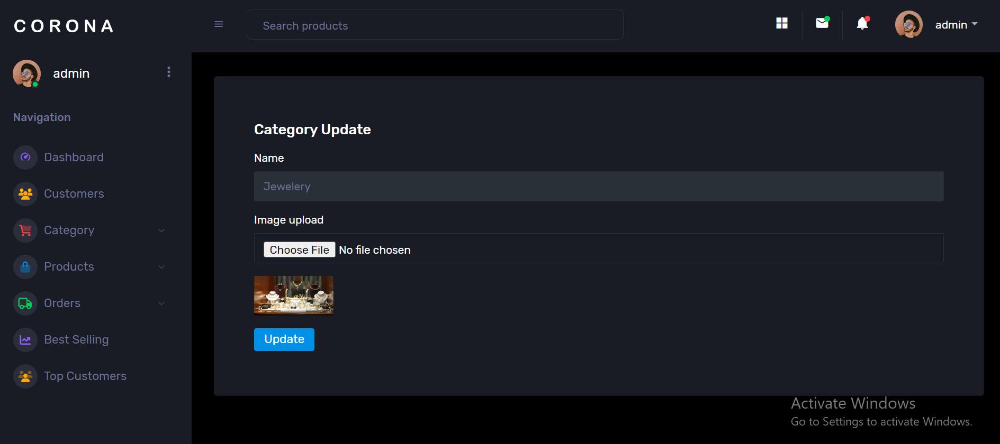 CORONA
Search products
admin
admin
Navigation
Dashboard
Customers
Category
Products
Orders
Best Selling
Top Customers
Category Update
Name
Jewelery
Image upload
Choose File No file chosen
Update
Activate Windows
Go to Settings to activate Windows.